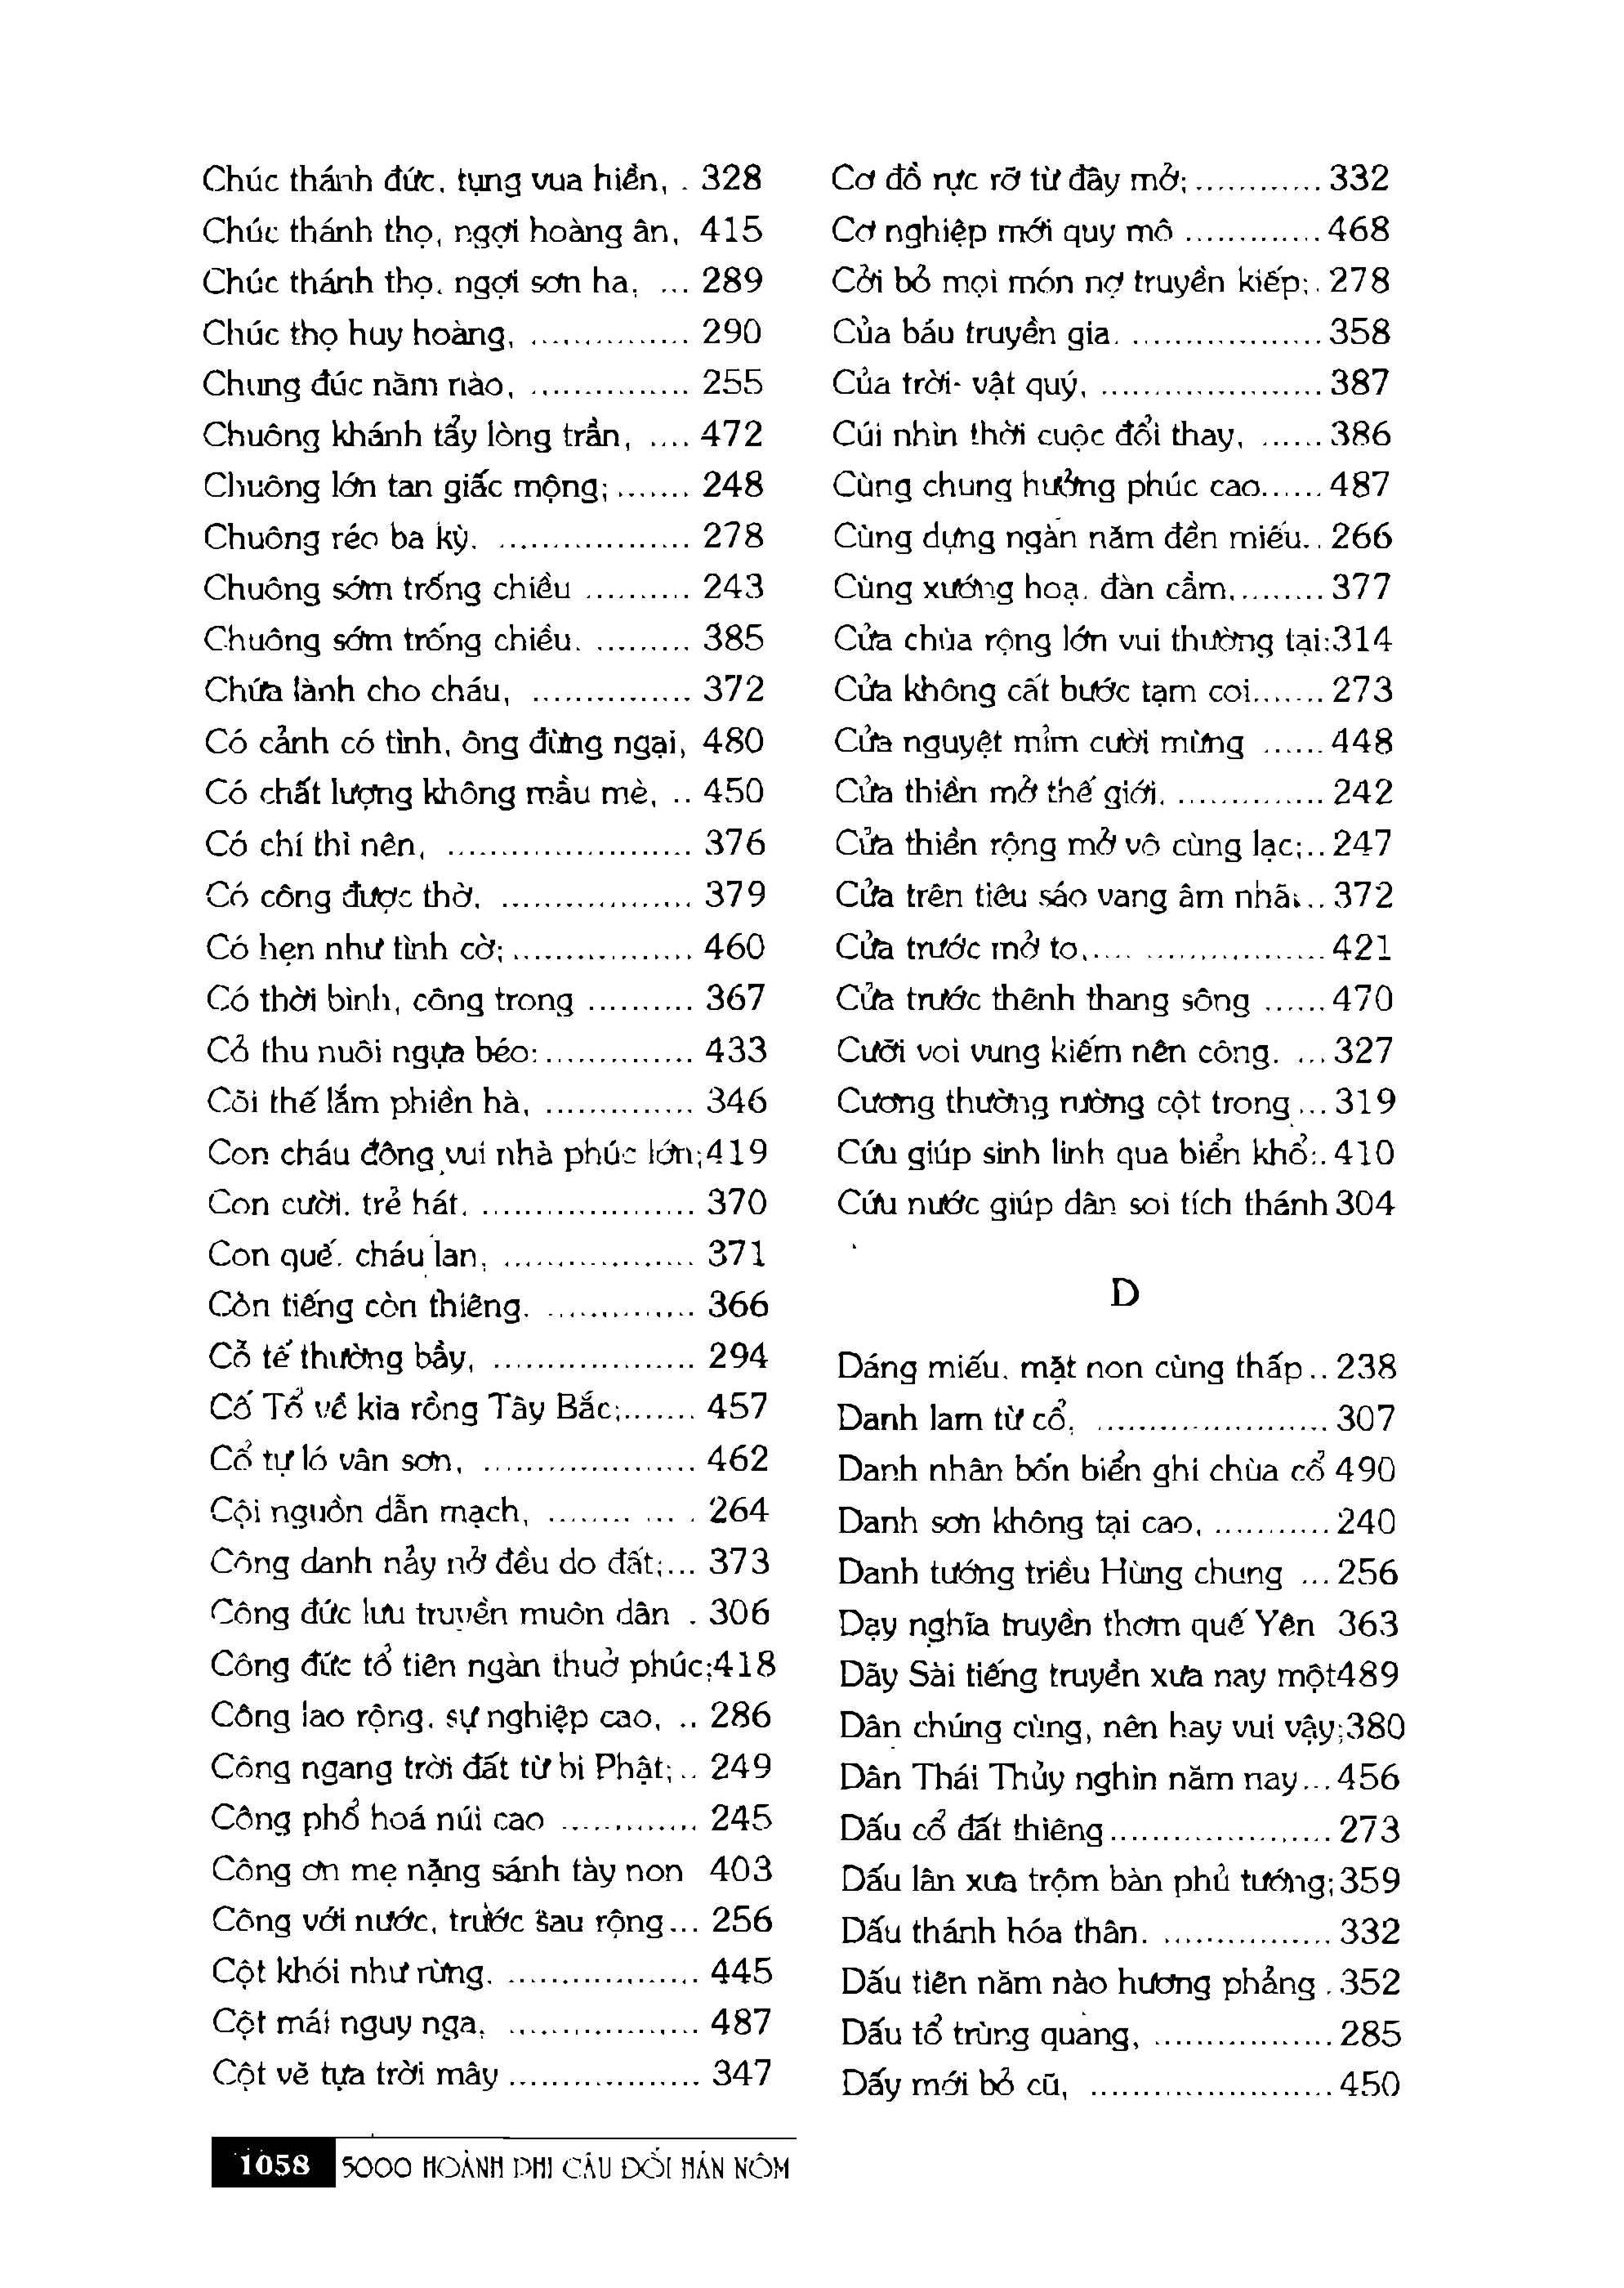 Chúc thánh đức, tụng vua hiền, . 328
Chúc thánh thọ, ngợi hoàng ân, 415
Chúc thánh thọ, ngợi sơn ha, ... 289
Chúc thọ huy hoàng, ............... 290
Chung đúc năm nào, ............... 255
Chuông khánh tẩy lòng trần, .... 472
Chuông lớn tan giấc mộng; ....... 248
Chuông réo ba kỳ. .................. 278
Chuông sớm trống chiều .......... 243
Chuông sớm trống chiều. ......... 385
Chứa lành cho cháu, ............... 372
Có cảnh có tình, ông đừng ngại, 480
Có chất lượng không mầu mè, .. 450
Có chí thì nên, ....................... 376
Có công được thờ, .................. 379
Có hẹn như tình cờ; ................. 460
Có thời bình, công trong .......... 367
Cỏ thu nuôi ngựa béo: .............. 433
Cõi thế lắm phiền hà, .............. 346
Con cháu đông vui nhà phúc lớn;419
Con cười. trẻ hát. .................... 370
Con quế. cháu lan, .................. 371
Còn tiếng còn thiêng. .............. 366
Cỗ tế thường bầy, ................... 294
Cố Tổ về kia rồng Tây Bắc; ....... 457
Cổ tự ló vân sơn, .................... 462
Cội nguồn dẫn mạch, ........ .... . 264
Công danh nảy nở đều do đất;... 373
Công đức lưu truyền muôn dân . 306
Công đức tổ tiên ngàn thuở phúc;418
Công lao rộng. sự nghiệp cao, .. 286
Công ngang trời đất từ bi Phật; .. 249
Công phổ hoá núi cao ............. 245
Công ơn mẹ nặng sánh tày non 403
Công với nước, trước sau rộng... 256
Cột khói như rừng. .................. 445
Cột mái nguy nga, .................. 487
Cột vẽ tựa trời mây .................. 347
Cơ đồ rực rỡ từ đây mở; ............ 332
Cơ nghiệp mới quy mô ............. 468
Cởi bỏ mọi món nợ truyền kiếp; . 278
Của báu truyền gia. .................. 358
Của trời- vật quý, ..................... 387
Cúi nhìn thời cuộc đổi thay, ...... 386
Cùng chung hưởng phúc cao...... 487
Cùng dựng ngàn năm đền miếu.. 266
Cùng xướng hoạ. đàn cầm, ........ 377
Cửa chùa rộng lớn vui thường tại;314
Cửa không cất bước tạm coi....... 273
Cửa nguyệt mỉm cười mừng ...... 448
Cửa thiền mở thế giới, .............. 242
Cửa thiền rộng mở vô cùng lạc; .. 247
Cửa trên tiêu sáo vang âm nhã; .. 372
Cửa trước mở to, .... ................. 421
Cửa trước thênh thang sông ...... 470
Cưỡi voi vung kiếm nên công. ... 327
Cương thường rường cột trong ... 319
Cứu giúp sinh linh qua biển khổ; . 410
Cứu nước giúp dân soi tích thánh 304
D
Dáng miếu. mặt non cùng thấp .. 238
Danh lam từ cổ, ...................... 307
Danh nhân bốn biển ghi chùa cổ 490
Danh sơn không tại cao, ........... 240
Danh tướng triều Hùng chung ... 256
Dạy nghĩa truyền thơm quế Yên 363
Dãy Sài tiếng truyền xưa nay một489
Dân chúng cùng, nên hay vui vậy;380
Dân Thái Thủy nghìn năm nay... 456
Dấu cổ đất thiêng ..................... 273
Dấu lân xưa trộm bàn phủ tướng;359
Dấu thánh hóa thân. ................ 332
Dấu tiên năm nào hương phảng . 352
Dấu tổ trùng quang, ................. 285
Dấy mới bỏ cũ, ....................... 450
1058 5000 HOÀNH PHI CÂU ĐỐI HÁN NÔM